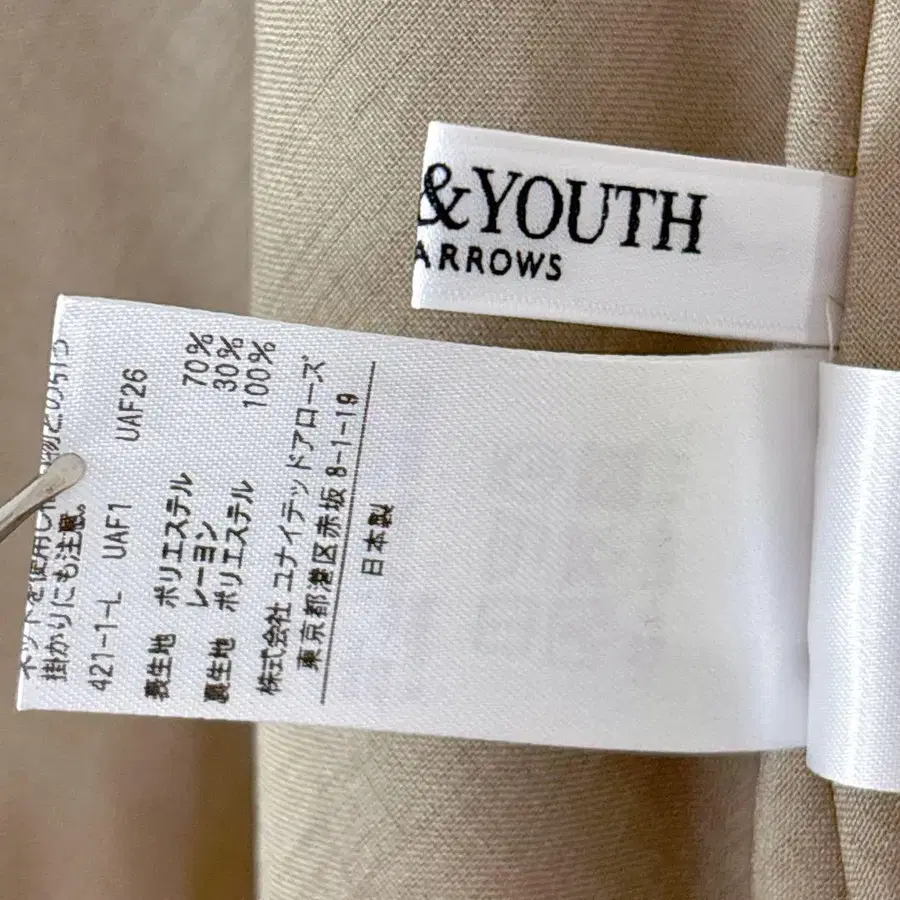 &YOUTH
ARROWS
掛かりにも注意。
421-1-L UAF1 UAF26
表生地 ポリエステル 70%
レーヨン 30%
裏生地 ポリエステル 100%
株式会社 ユナイテッドアローズ
東京都港区赤坂 8-1-19
日本製